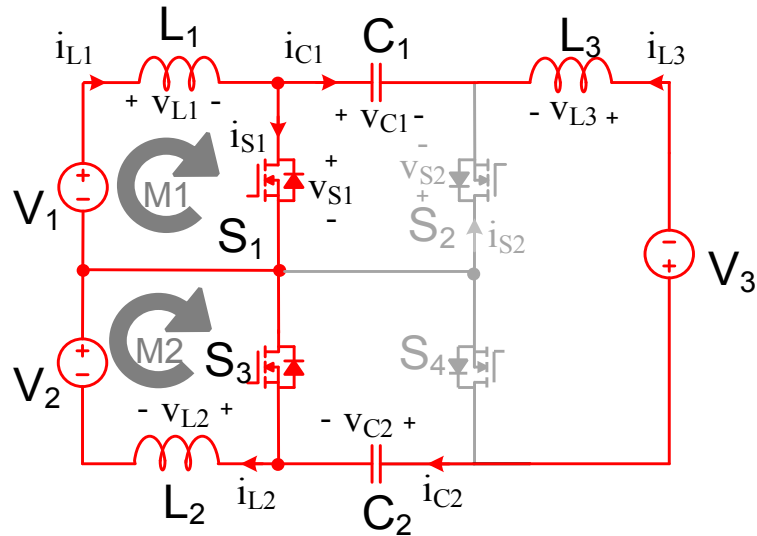 L1 C1 L3
iL1 iC1 iL3
+ vL1 - + vC1 - - vL3 +
iS1
+ vS1 -
- vS2 +
V1 + - M1 S1 S2 iS2
V3 - +
V2 + - M2 S3 S4
- vL2 + - vC2 +
iL2 iC2
L2 C2